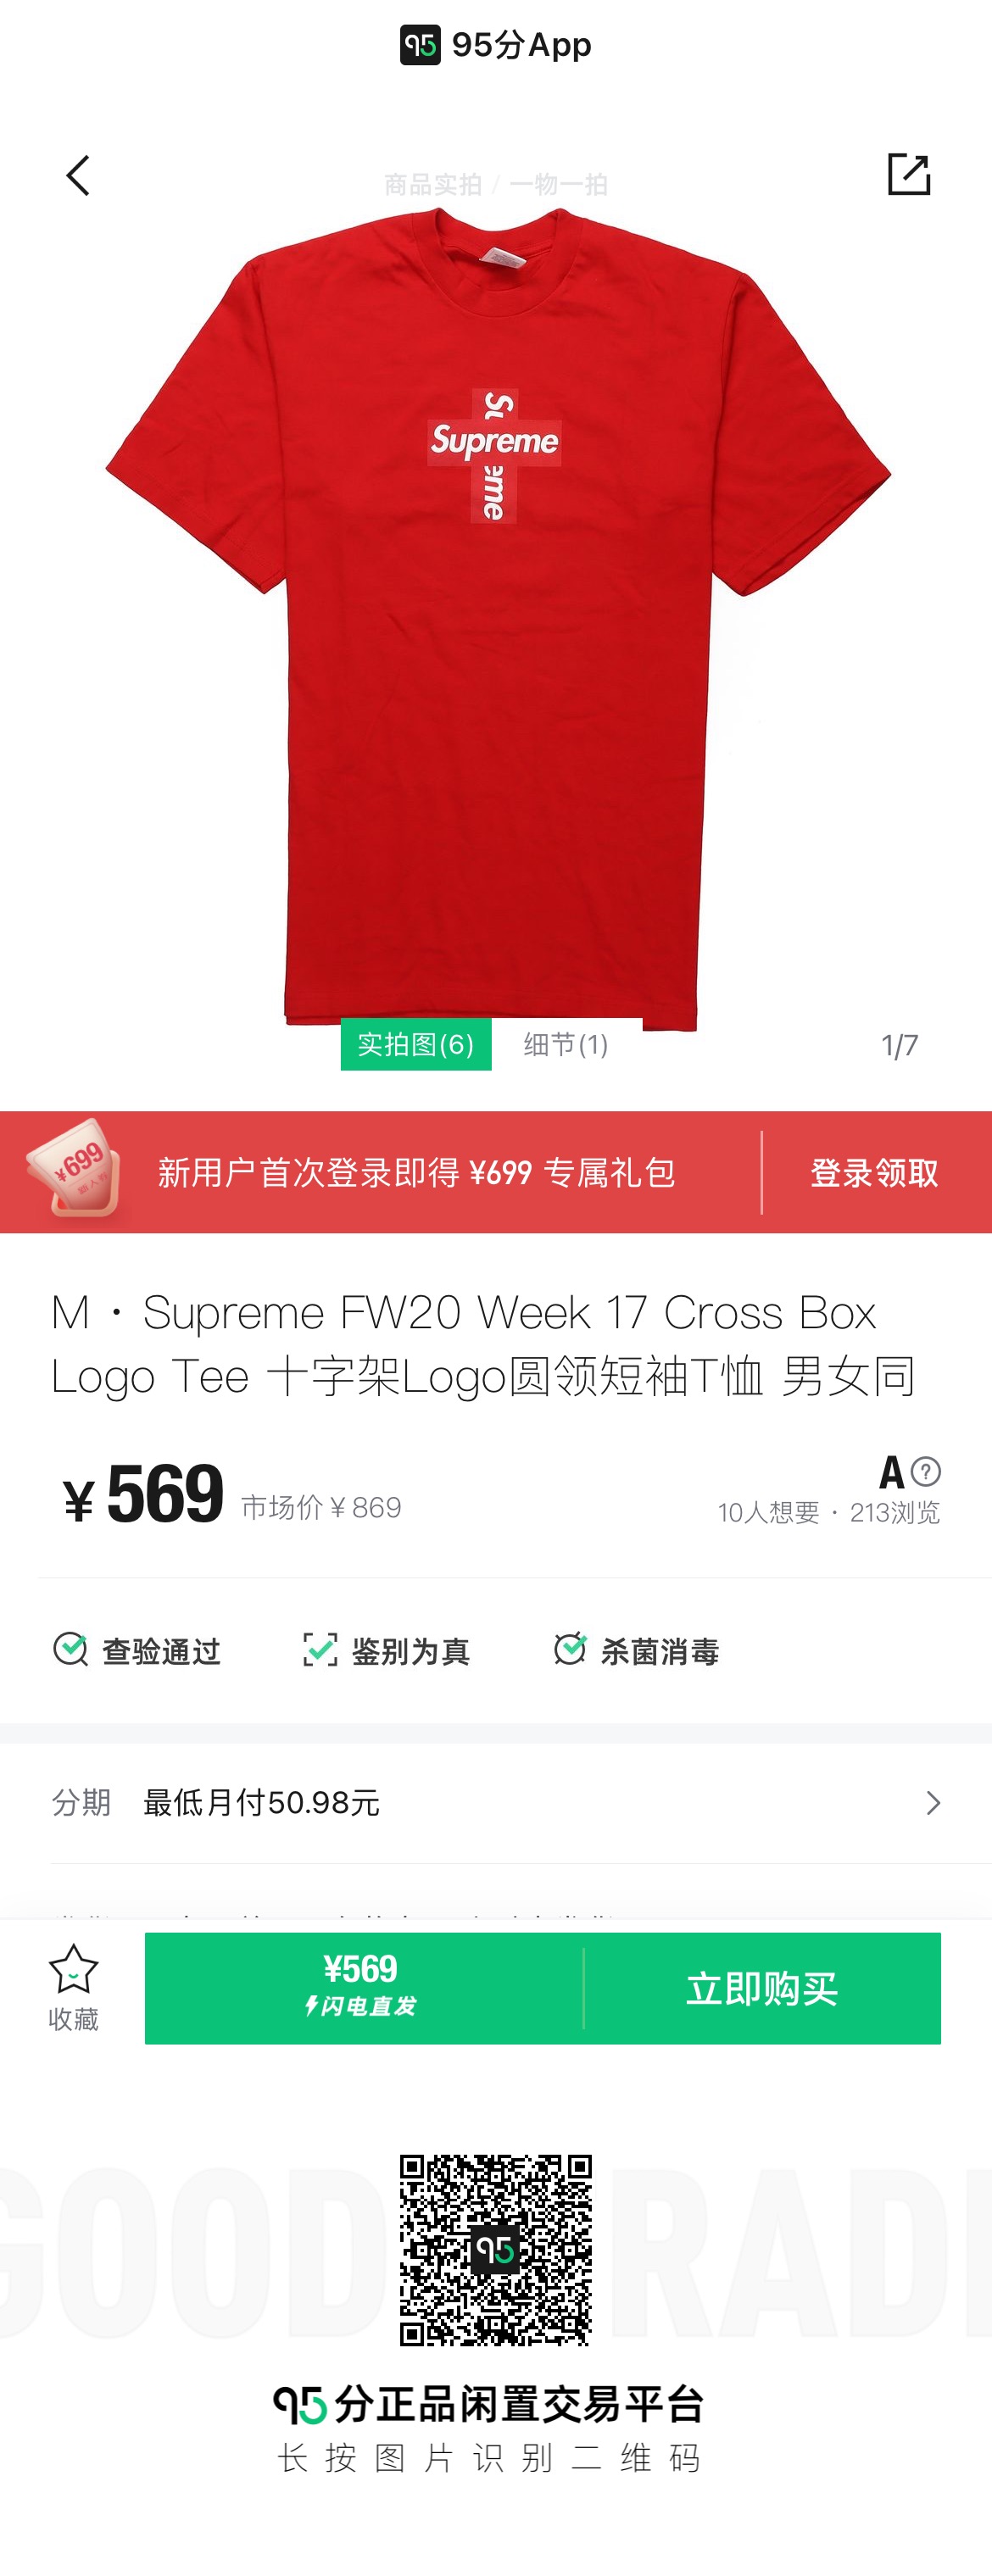 95分App
商品实拍 / 一物一拍
Su
Supreme
eme
实拍图(6)
细节(1)
1/7
¥699
新用户首次登录即得 ¥699 专属礼包
登录领取
M · Supreme FW20 Week 17 Cross Box
Logo Tee 十字架Logo圆领短袖T恤 男女同
¥569 市场价¥869
A ?
10人想要 · 213浏览
查验通过
鉴别为真
杀菌消毒
分期 最低月付50.98元
收藏
¥569
闪电直发
立即购买
GOOD
RAD
95
95分正品闲置交易平台
长按图片识别二维码